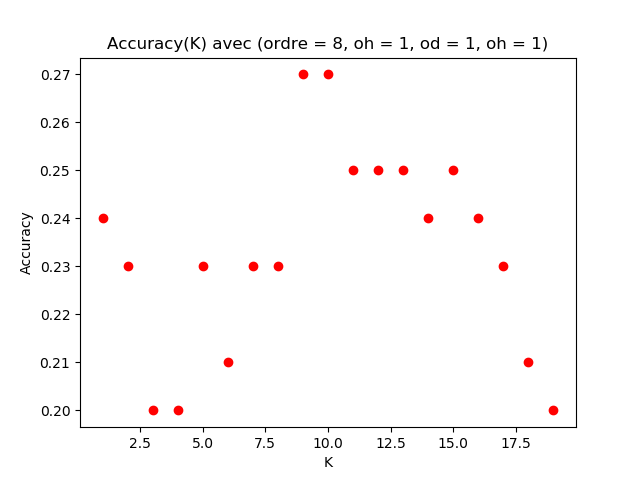 Accuracy(K) avec (ordre = 8, oh = 1, od = 1, oh = 1)
0.27
0.26
0.25
0.24
0.23
0.22
0.21
0.20
Accuracy
2.5 5.0 7.5 10.0 12.5 15.0 17.5
K